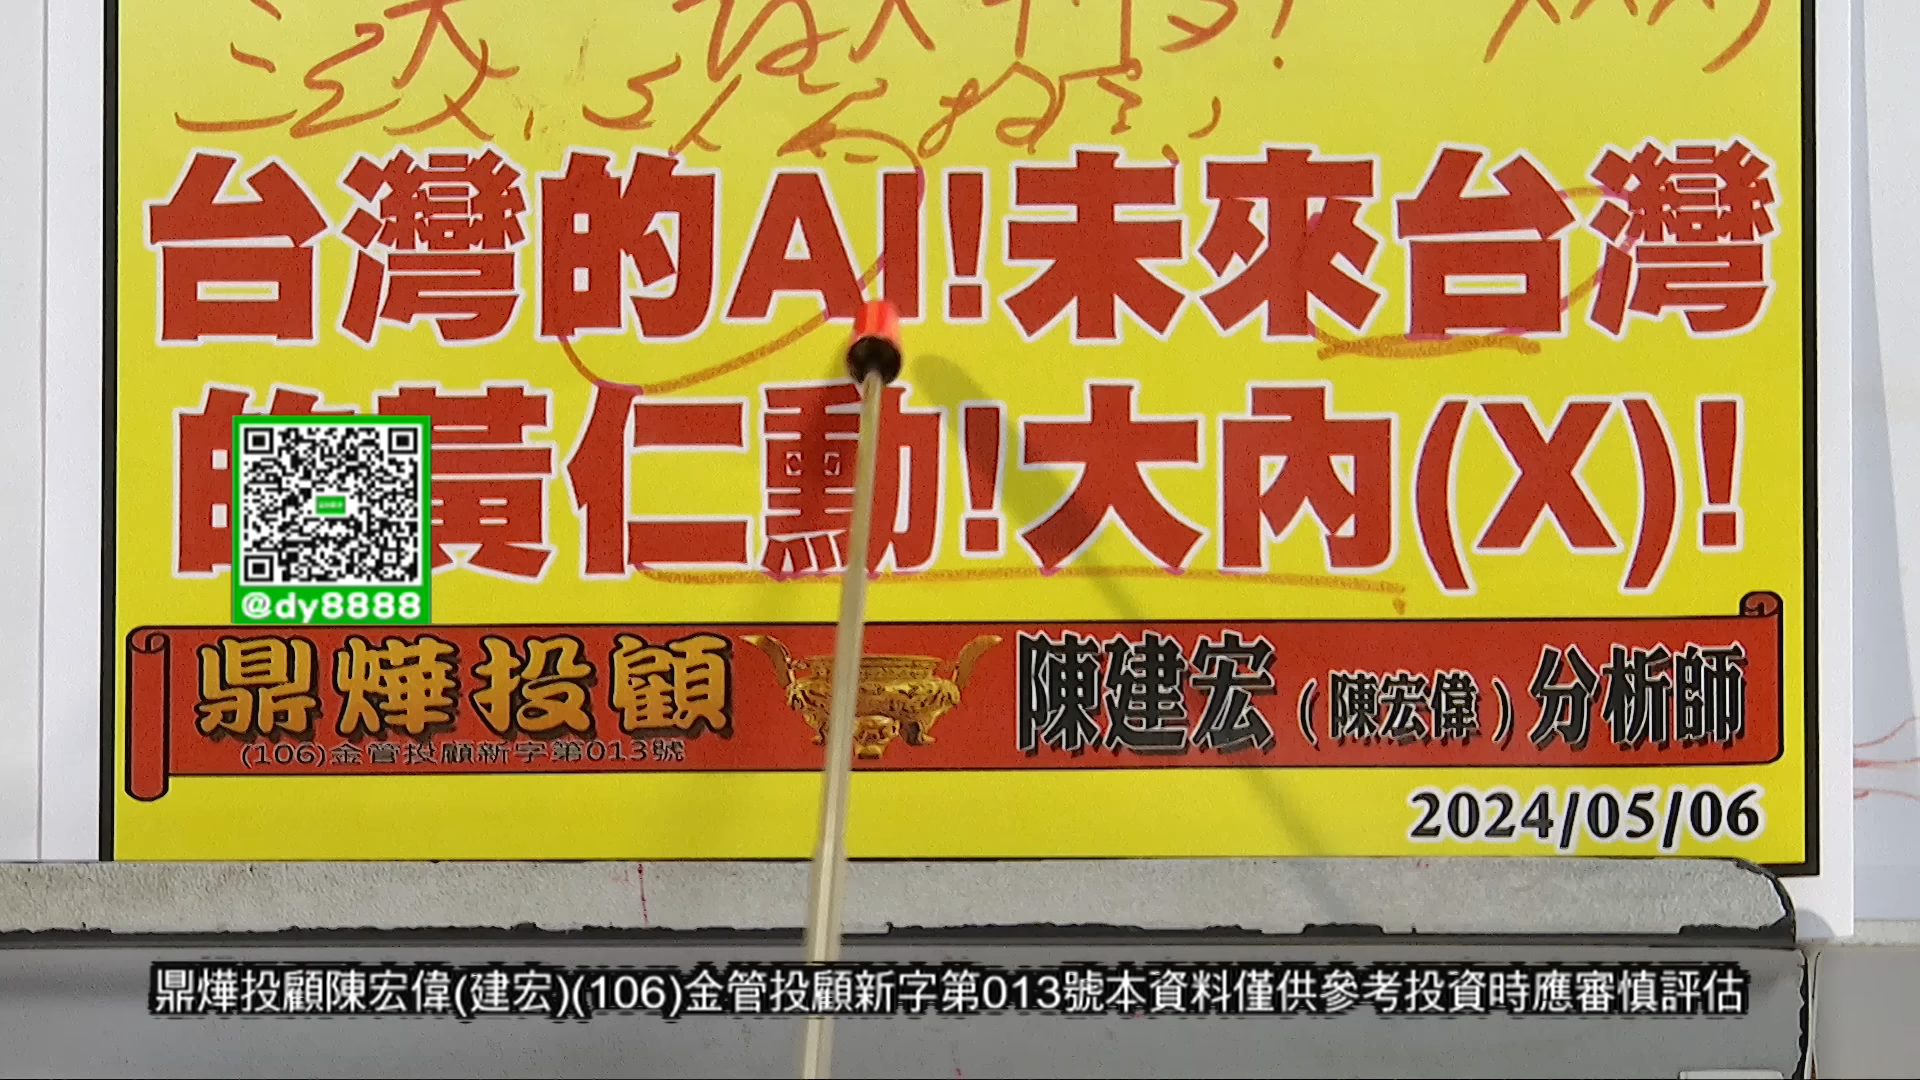 台灣的AI!未來台灣
的黃仁勳!大內(X)!
@dy8888
鼎燁投顧
(106)金管投顧新字第013號
陳建宏(陳宏偉)分析師
2024/05/06
鼎燁投顧陳宏偉(建宏)(106)金管投顧新字第013號本資料僅供參考投資時應審慎評估